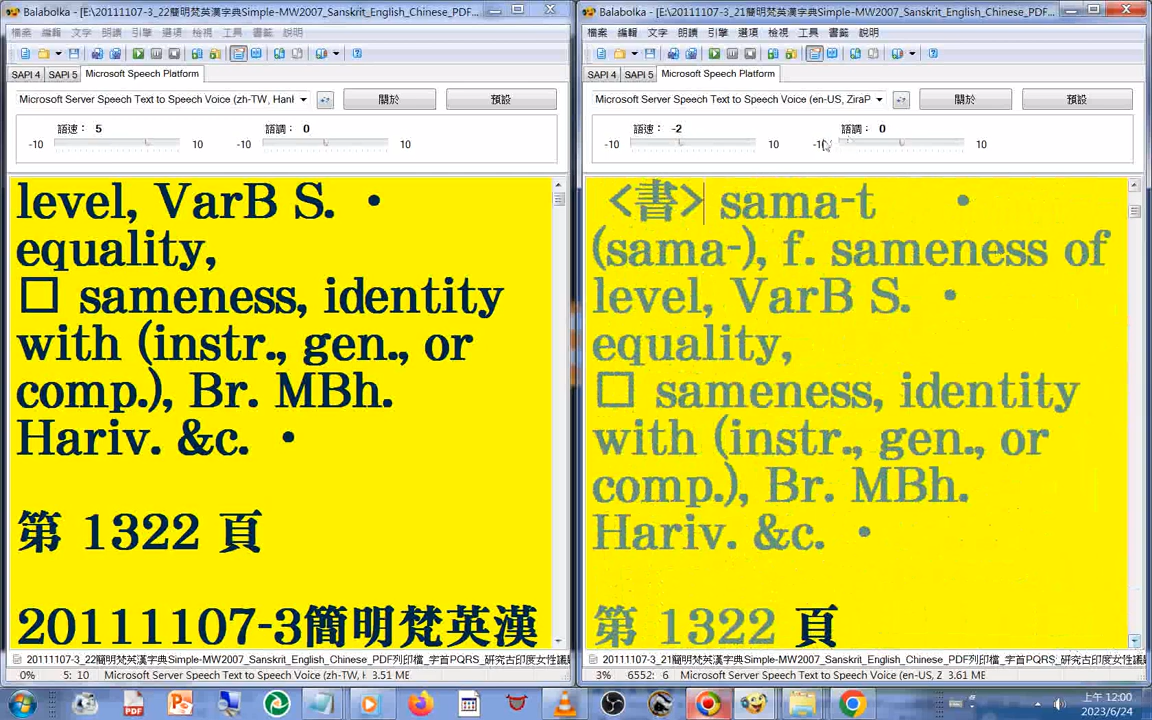 Balabolka - [E:\20111107-3_22簡明梵英漢字典Simple-MW2007_Sanskrit_English_Chinese_PDF...
檔案 編輯 文字 朗讀 引擎 選項 檢視 工具 書籤 說明
SAPI 4 SAPI 5 Microsoft Speech Platform
Microsoft Server Speech Text to Speech Voice (zh-TW, Hanl
關於 預設
語速： 5 語調： 0
-10 10 -10 10
level, VarB S. •
equality,
□ sameness, identity
with (instr., gen., or
comp.), Br. MBh.
Hariv. &c. •
第 1322 頁
20111107-3簡明梵英漢
20111107-3_22簡明梵英漢字典Simple-MW2007_Sanskrit_English_Chinese_PDF列印檔_字首PQRS_研究古印度女性議
0% 5: 10 Microsoft Server Speech Text to Speech Voice (zh-TW, H 3.51 ME
Balabolka - [E:\20111107-3_21簡明梵英漢字典Simple-MW2007_Sanskrit_English_Chinese_PDF...
檔案 編輯 文字 朗讀 引擎 選項 檢視 工具 書籤 說明
SAPI 4 SAPI 5 Microsoft Speech Platform
Microsoft Server Speech Text to Speech Voice (en-US, ZiraP
關於 預設
語速： -2 語調： 0
-10 10 -10 10
<書> sama-t •
(sama-), f. sameness of
level, VarB S. •
equality,
□ sameness, identity
with (instr., gen., or
comp.), Br. MBh.
Hariv. &c. •
第 1322 頁
20111107-3_21簡明梵英漢字典Simple-MW2007_Sanskrit_English_Chinese_PDF列印檔_字首PQRS_研究古印度女性議
3% 6552: 6 Microsoft Server Speech Text to Speech Voice (en-US, Z 3.61 ME
上午 12:00
2023/6/24